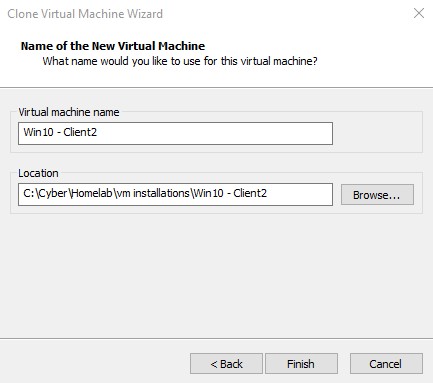 Clone Virtual Machine Wizard
Name of the New Virtual Machine
What name would you like to use for this virtual machine?
Virtual machine name
Win10 - Client2
Location
C:\Cyber\Homelab\vm installations\Win10 - Client2
Browse...
< Back
Finish
Cancel